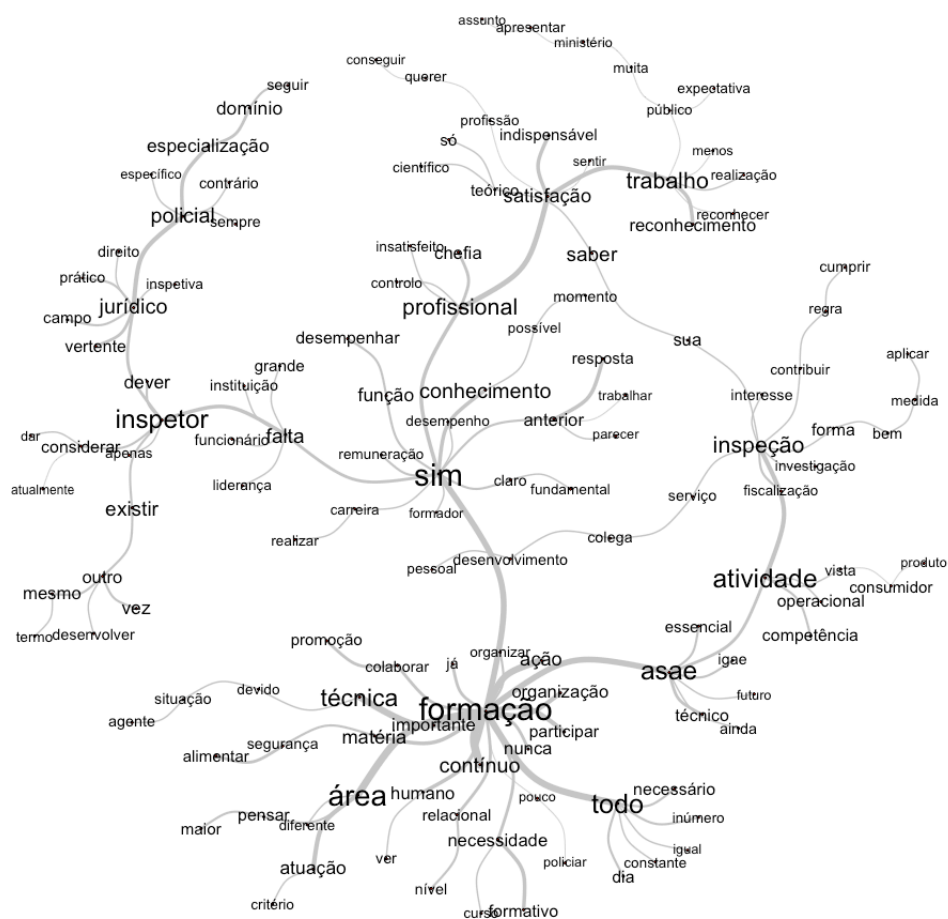 assunto
apresentar
ministério
conseguir
muita
querer
seguir
expectativa
domínio
público
profissão
indispensável
só
especialização
menos
sentir
científico
específico
realização
contrário
trabalho
teórico
satisfação
policial
sempre
reconhecer
reconhecimento
insatisfeito
direito
chefia
saber
cumprir
prático
inspetiva
controlo
momento
jurídico
profissional
regra
campo
possível
desempenhar
sua
vertente
aplicar
resposta
grande
contribuir
dever
instituição
função
conhecimento
trabalhar
interesse
medida
inspetor
desempenho
anterior
forma
bem
dar
funcionário
falta
parecer
considerar
apenas
inspeção
remuneração
investigação
sim
claro
liderança
fundamental
fiscalização
atualmente
serviço
existir
carreira
formador
realizar
colega
desenvolvimento
pessoal
produto
outro
vista
atividade
consumidor
mesmo
operacional
vez
essencial
termo
desenvolver
competência
promoção
organizar
ação
já
colaborar
igae
asae
devido
organização
futuro
situação
técnica
formação
técnico
agente
importante
ainda
participar
matéria
segurança
nunca
alimentar
contínuo
necessário
área
humano
pouco
todo
pensar
relacional
inúmero
maior
diferente
necessidade
igual
ver
policiar
constante
atuação
dia
nível
critério
curso
formativo